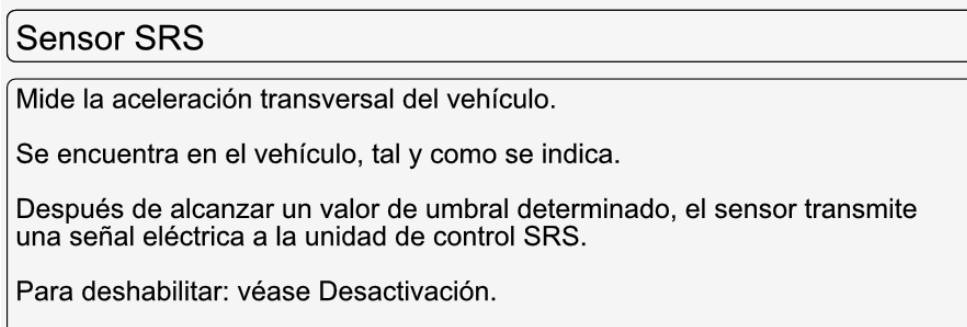 Sensor SRS
Mide la aceleración transversal del vehículo.
Se encuentra en el vehículo, tal y como se indica.
Después de alcanzar un valor de umbral determinado, el sensor transmite
una señal eléctrica a la unidad de control SRS.
Para deshabilitar: véase Desactivación.